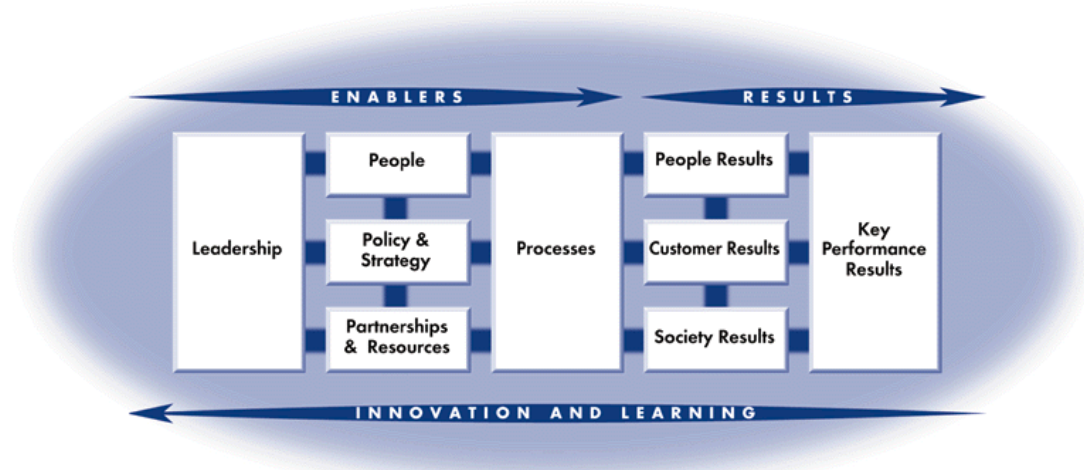 ENABLERS
RESULTS
Leadership
People
Policy &
Strategy
Partnerships
& Resources
Processes
People Results
Customer Results
Society Results
Key
Performance
Results
INNOVATION AND LEARNING